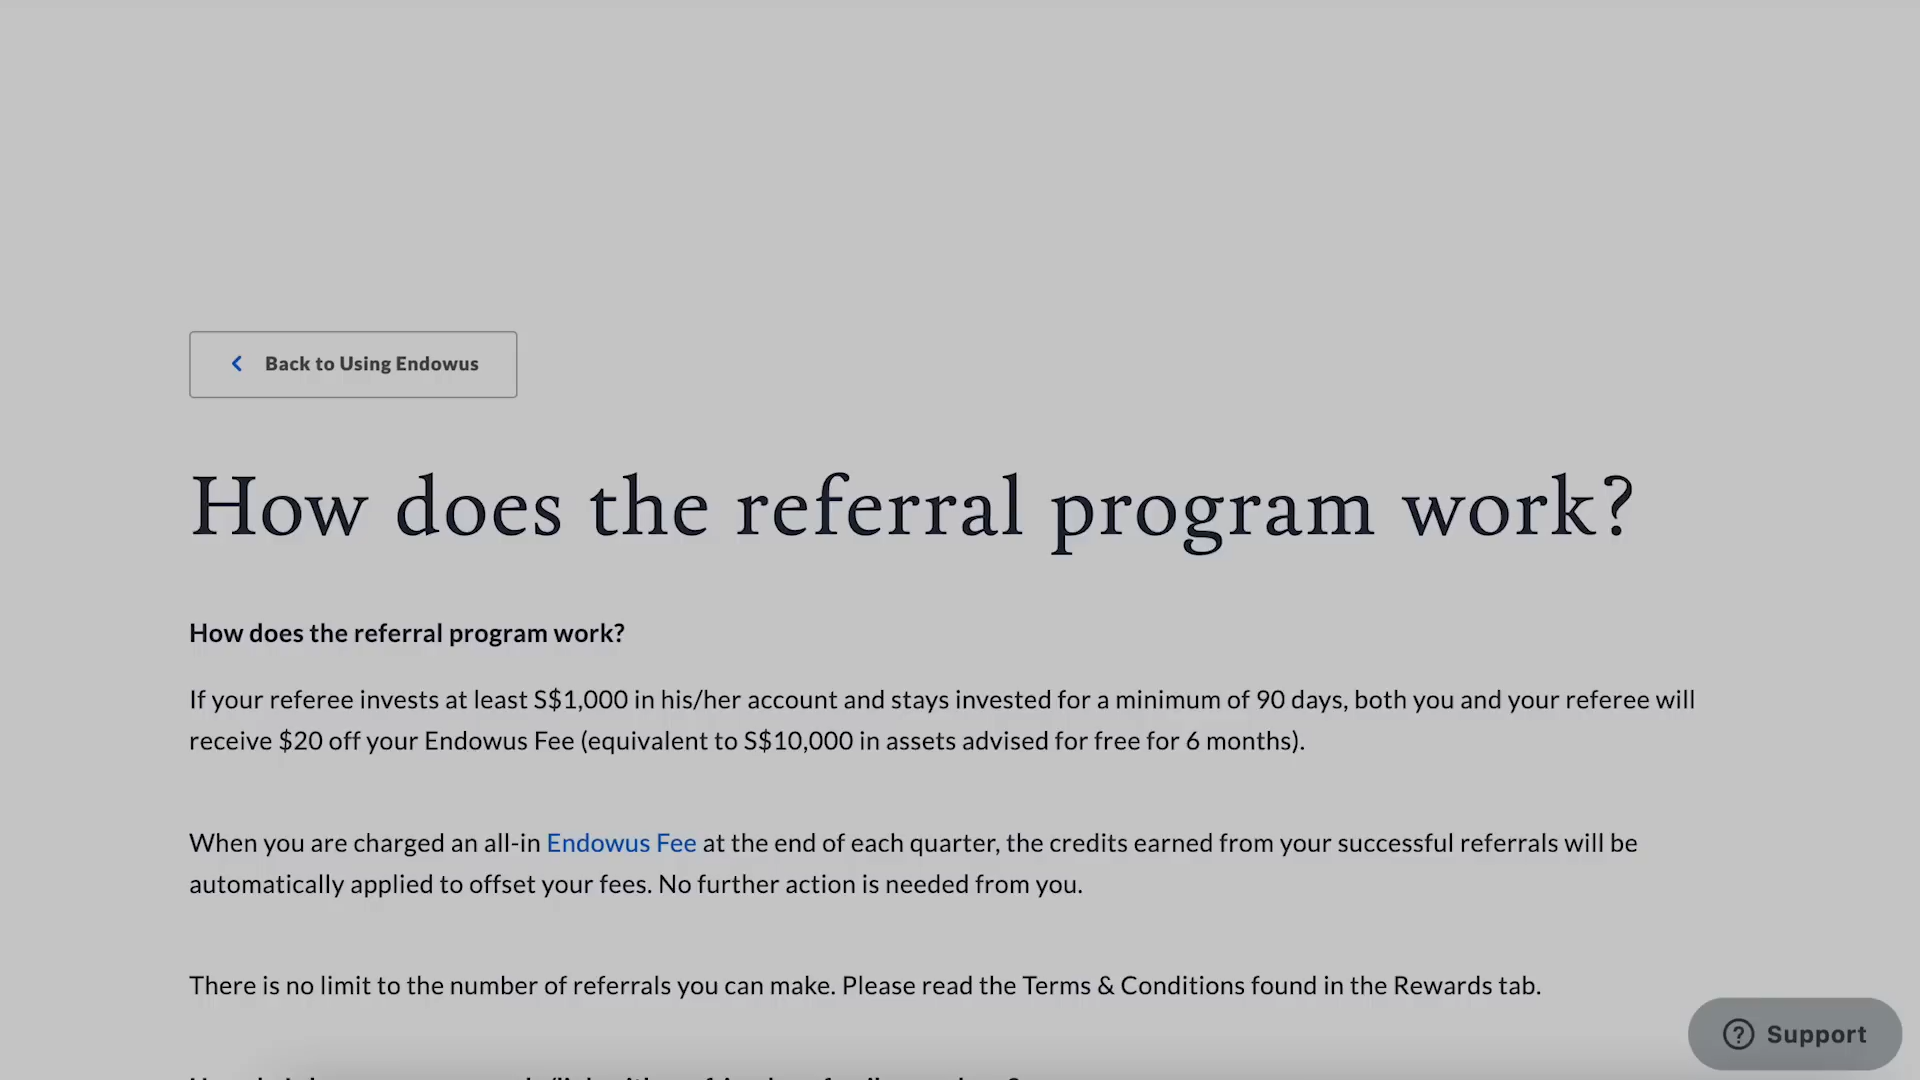 Back to Using Endowus
How does the referral program work?
How does the referral program work?
If your referee invests at least S$1,000 in his/her account and stays invested for a minimum of 90 days, both you and your referee will
receive $20 off your Endowus Fee (equivalent to S$10,000 in assets advised for free for 6 months).
When you are charged an all-in Endowus Fee at the end of each quarter, the credits earned from your successful referrals will be
automatically applied to offset your fees. No further action is needed from you.
There is no limit to the number of referrals you can make. Please read the Terms & Conditions found in the Rewards tab.
Support